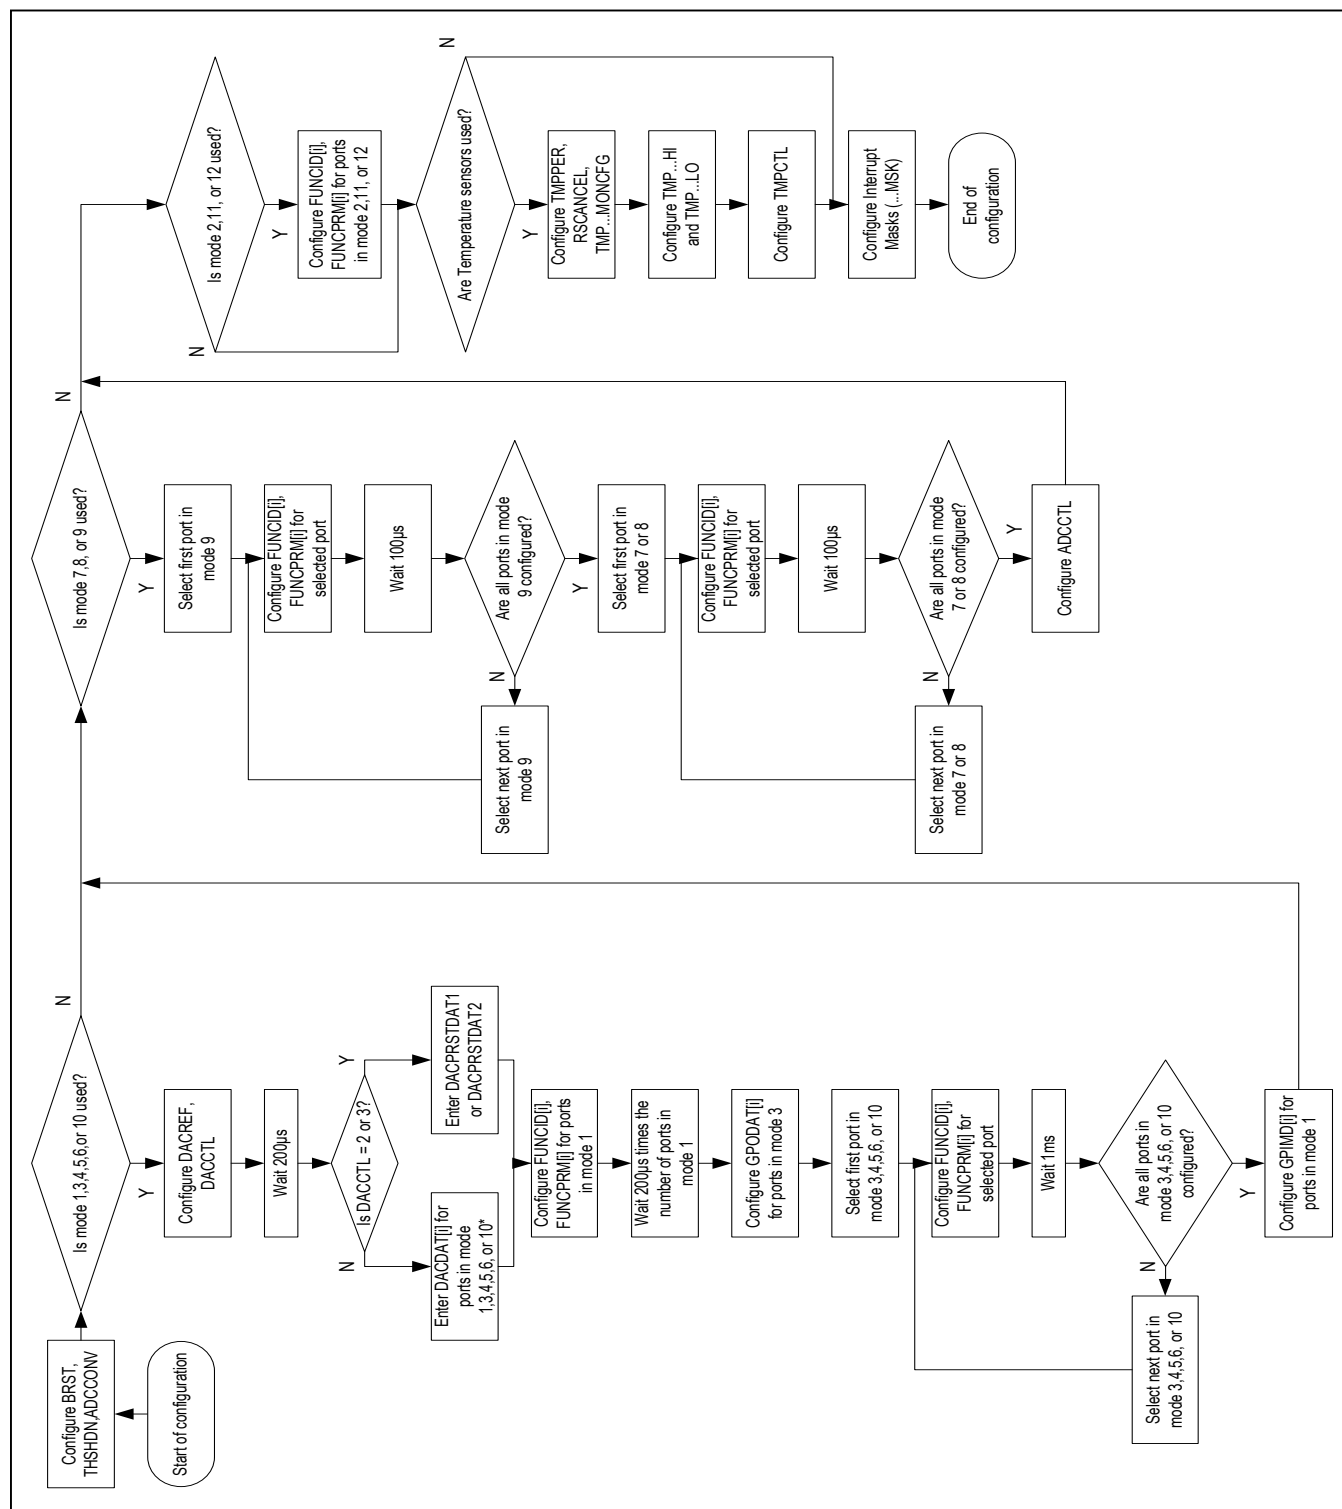 Start of configuration
Configure BRST,
THSHDN,ADCCONV
Is mode 1,3,4,5,6,or 10 used?
N
Y
Configure DACREF,
DACCTL
Wait 200µs
Is DACCTL = 2 or 3?
N
Y
Enter DACDAT[i] for
ports in mode
1,3,4,5,6, or 10*
Enter DACPRSTDAT1
or DACPRSTDAT2
Configure FUNCID[i],
FUNCPRM[i] for ports
in mode 1
Wait 200µs times the
number of ports in
mode 1
Configure GPODAT[i]
for ports in mode 3
Select first port in
mode 3,4,5,6, or 10
Configure FUNCID[i],
FUNCPRM[i] for
selected port
Wait 1ms
Are all ports in
mode 3,4,5,6, or 10
configured?
N
Y
Select next port in
mode 3,4,5,6, or 10
Configure GPIMD[i] for
ports in mode 1
Is mode 7,8, or 9 used?
N
Y
Select first port in
mode 9
Configure FUNCID[i],
FUNCPRM[i] for
selected port
Wait 100µs
Are all ports in mode
9 configured?
N
Y
Select next port in
mode 9
Select first port in
mode 7 or 8
Configure FUNCID[i],
FUNCPRM[i] for
selected port
Wait 100µs
Are all ports in mode
7 or 8 configured?
N
Y
Select next port in
mode 7 or 8
Configure ADCCTL
Is mode 2,11, or 12 used?
N
Y
Configure FUNCID[i],
FUNCPRM[i] for ports
in mode 2,11, or 12
Are Temperature sensors used?
N
Y
Configure TMPPER,
RSCANCEL,
TMP...MONCFG
Configure TMP...HI
and TMP...LO
Configure TMPCTL
Configure Interrupt
Masks (...MSK)
End of
configuration